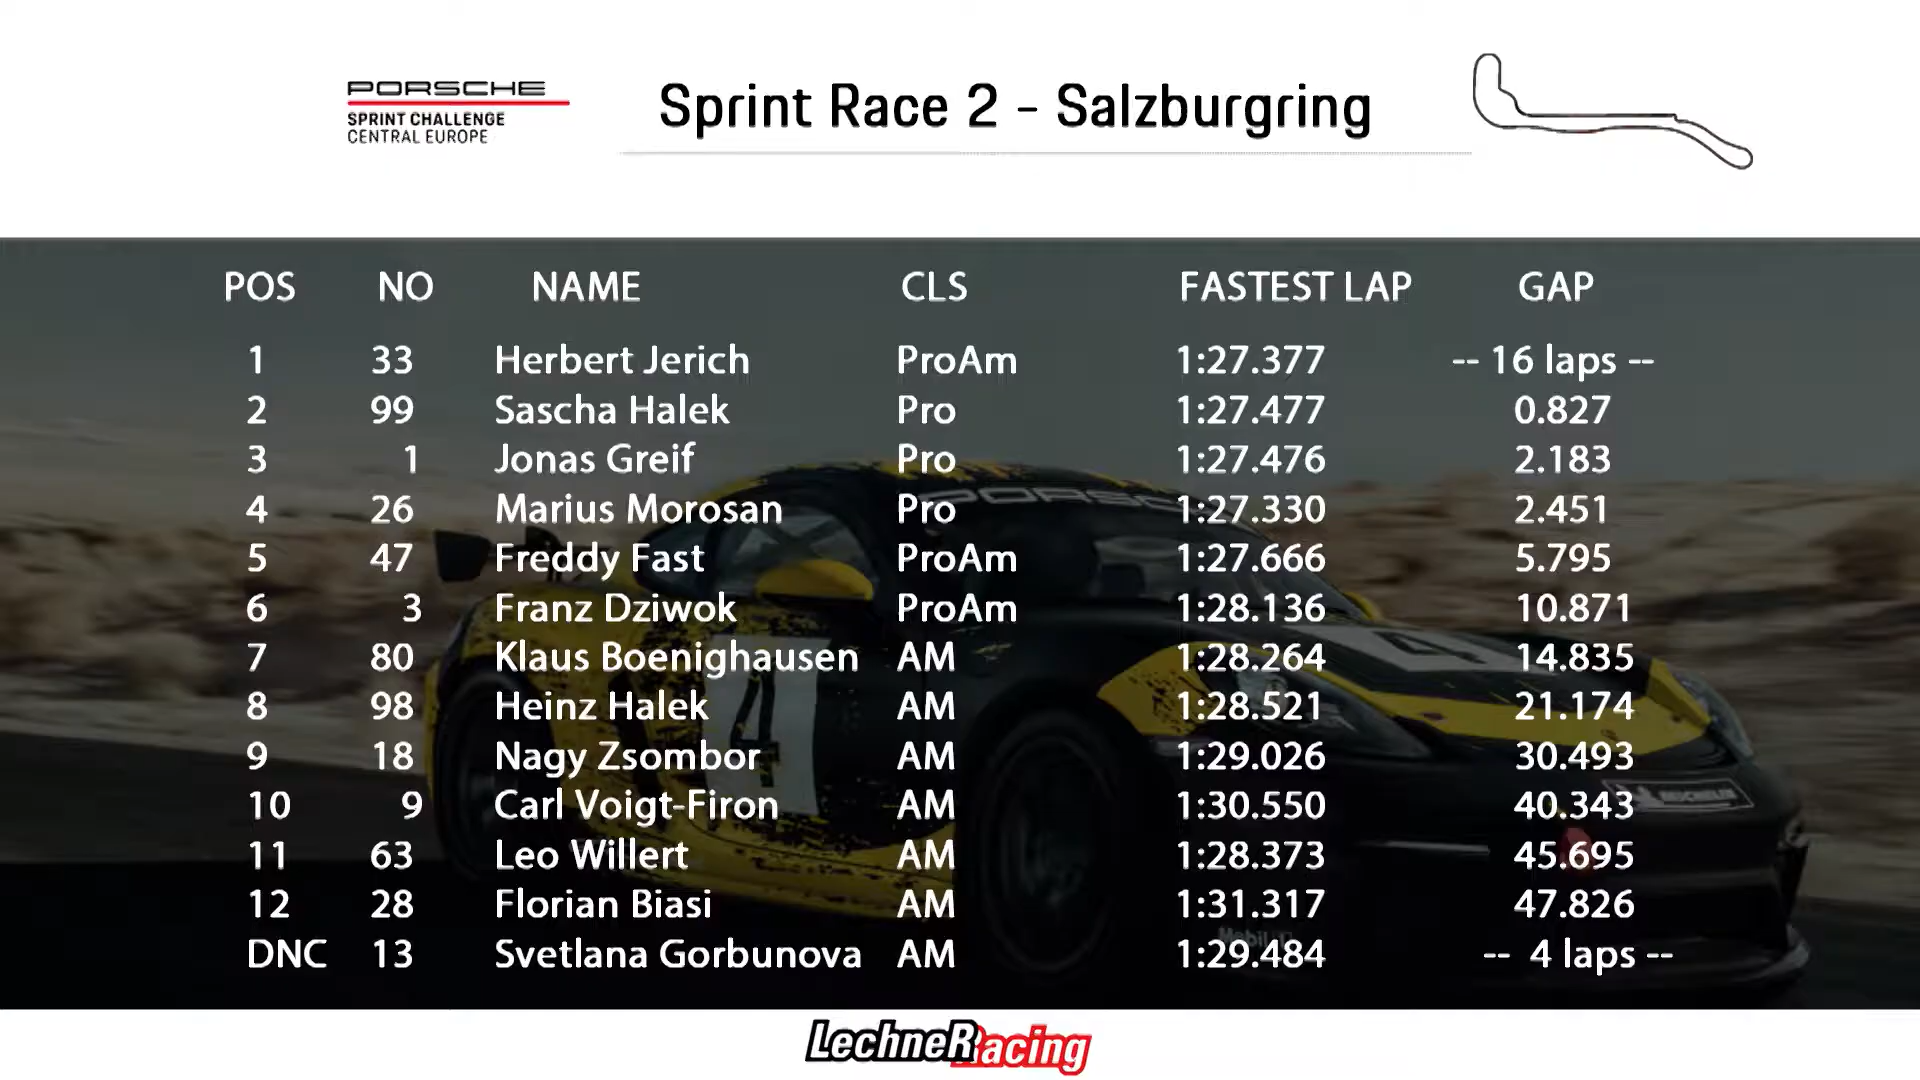 PORSCHE
SPRINT CHALLENGE
CENTRAL EUROPE
Sprint Race 2 - Salzburgring
POS NO NAME CLS FASTEST LAP GAP
1 33 Herbert Jerich ProAm 1:27.377 -- 16 laps --
2 99 Sascha Halek Pro 1:27.477 0.827
3 1 Jonas Greif Pro 1:27.476 2.183
4 26 Marius Morosan Pro 1:27.330 2.451
5 47 Freddy Fast ProAm 1:27.666 5.795
6 3 Franz Dziwok ProAm 1:28.136 10.871
7 80 Klaus Boenighausen AM 1:28.264 14.835
8 98 Heinz Halek AM 1:28.521 21.174
9 18 Nagy Zsombor AM 1:29.026 30.493
10 9 Carl Voigt-Firon AM 1:30.550 40.343
11 63 Leo Willert AM 1:28.373 45.695
12 28 Florian Biasi AM 1:31.317 47.826
DNC 13 Svetlana Gorbunova AM 1:29.484 -- 4 laps --
PORSCHE
4
4
Mobil 1
LechneRacing